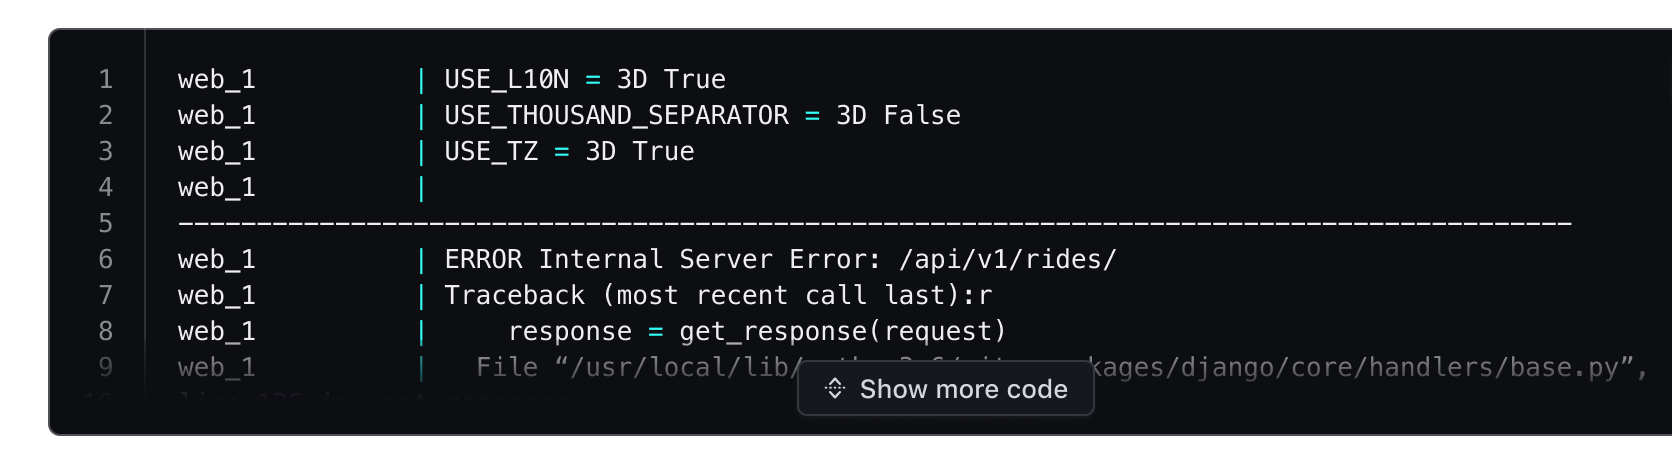 1 web_1 | USE_L10N = 3D True
2 web_1 | USE_THOUSAND_SEPARATOR = 3D False
3 web_1 | USE_TZ = 3D True
4 web_1 |
5 ‒‒‒‒‒‒‒‒‒‒‒‒‒‒‒‒‒‒‒‒‒‒‒‒‒‒‒‒‒‒‒‒‒‒‒‒‒‒‒‒‒‒‒‒‒‒‒‒‒‒‒‒‒‒‒‒‒‒‒‒‒‒‒‒‒‒‒‒‒‒‒‒‒‒‒‒‒‒‒‒‒‒‒‒‒‒‒‒‒
6 web_1 | ERROR Internal Server Error: /api/v1/rides/
7 web_1 | Traceback (most recent call last):r
8 web_1 | response = get_response(request)
9 web_1 | File “/usr/local/lib/ kages/django/core/handlers/base.py”,
Show more code